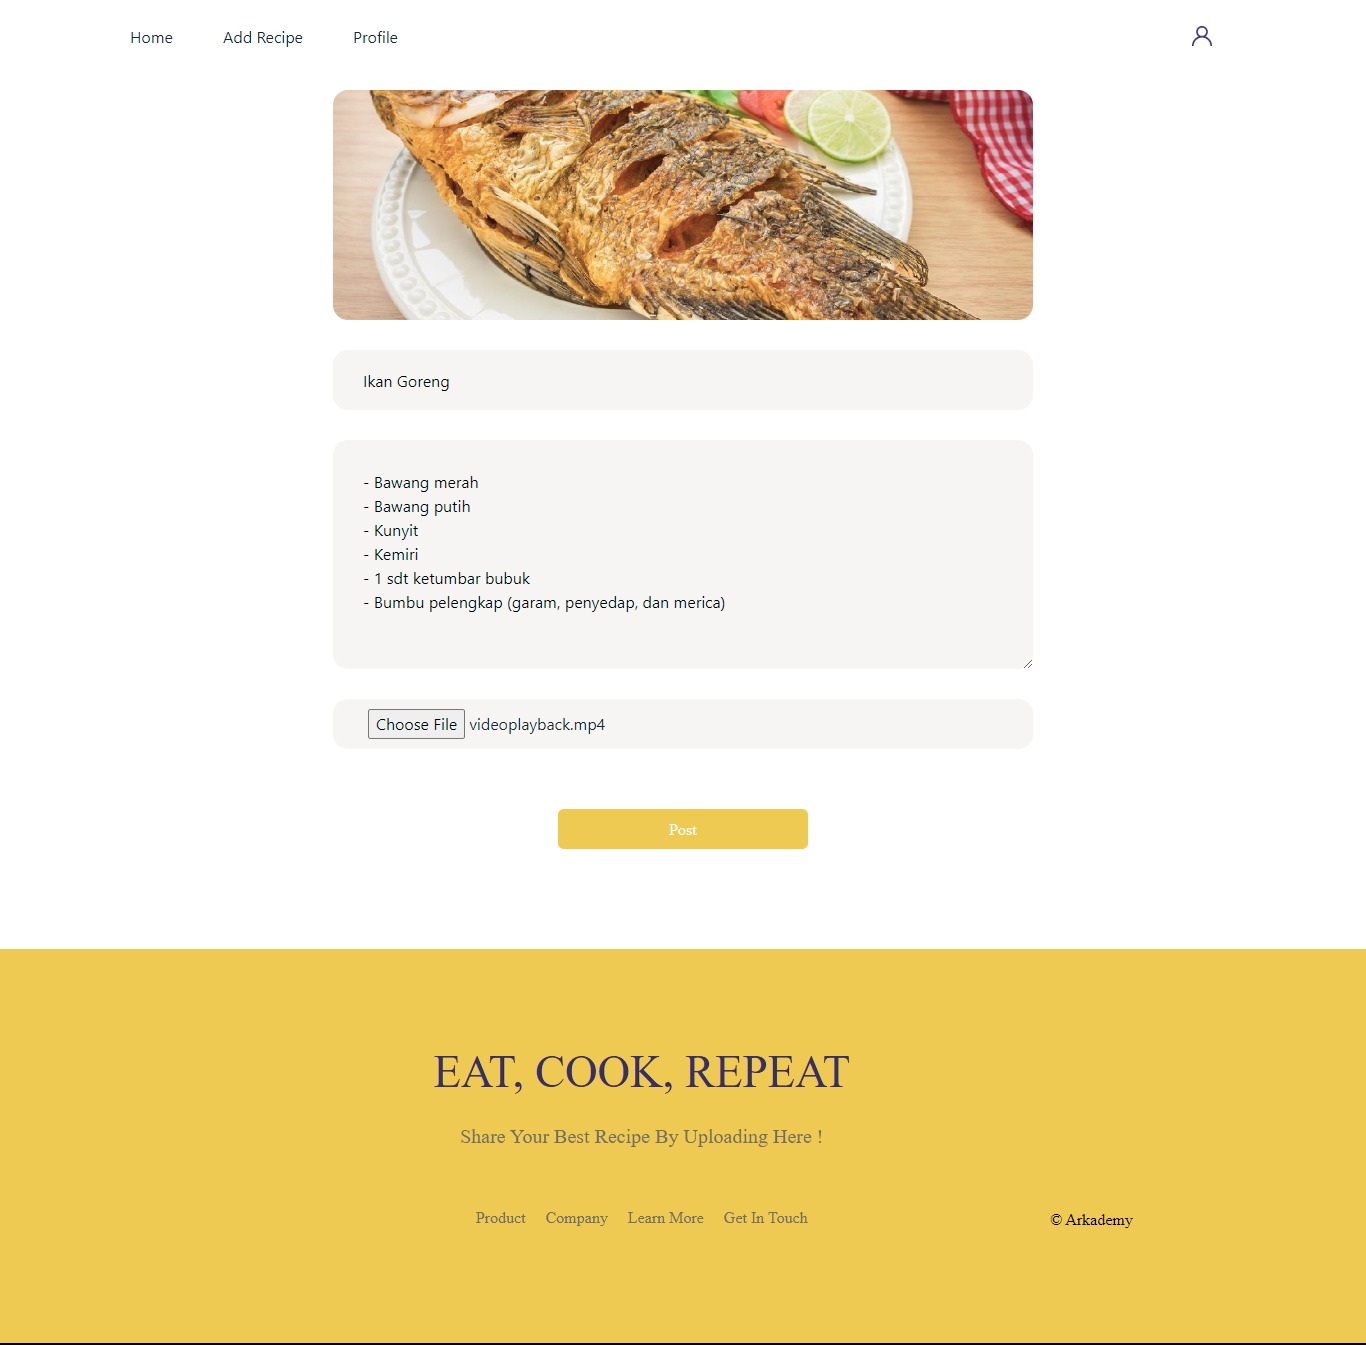 Home Add Recipe Profile
Ikan Goreng
- Bawang merah
- Bawang putih
- Kunyit
- Kemiri
- 1 sdt ketumbar bubuk
- Bumbu pelengkap (garam, penyedap, dan merica)
Choose File videoplayback.mp4
Post
EAT, COOK, REPEAT
Share Your Best Recipe By Uploading Here !
Product Company Learn More Get In Touch © Arkademy